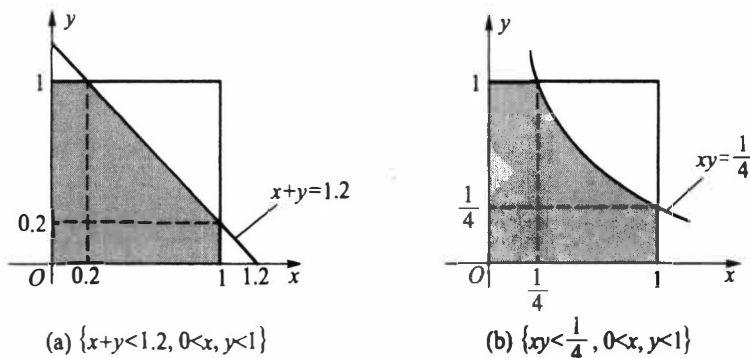 y
1
x+y=1.2
0.2
O
0.2
1
1.2
x
(a) {x+y<1.2, 0<x, y<1}
y
1
xy=1/4
1/4
O
1/4
1
x
(b) {xy<1/4, 0<x, y<1}